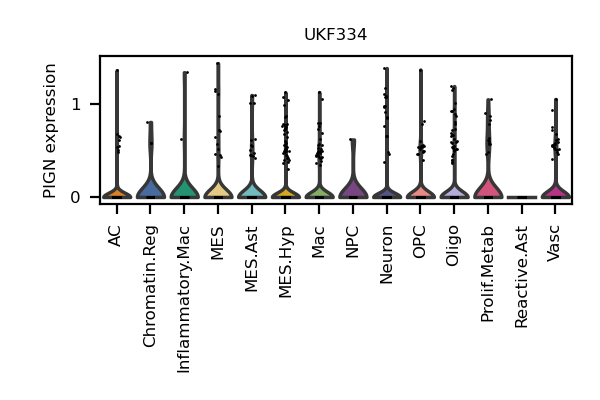 UKF334
PIGN expression
1
0
AC
Chromatin.Reg
Inflammatory.Mac
MES
MES.Ast
MES.Hyp
Mac
NPC
Neuron
OPC
Oligo
Prolif.Metab
Reactive.Ast
Vasc